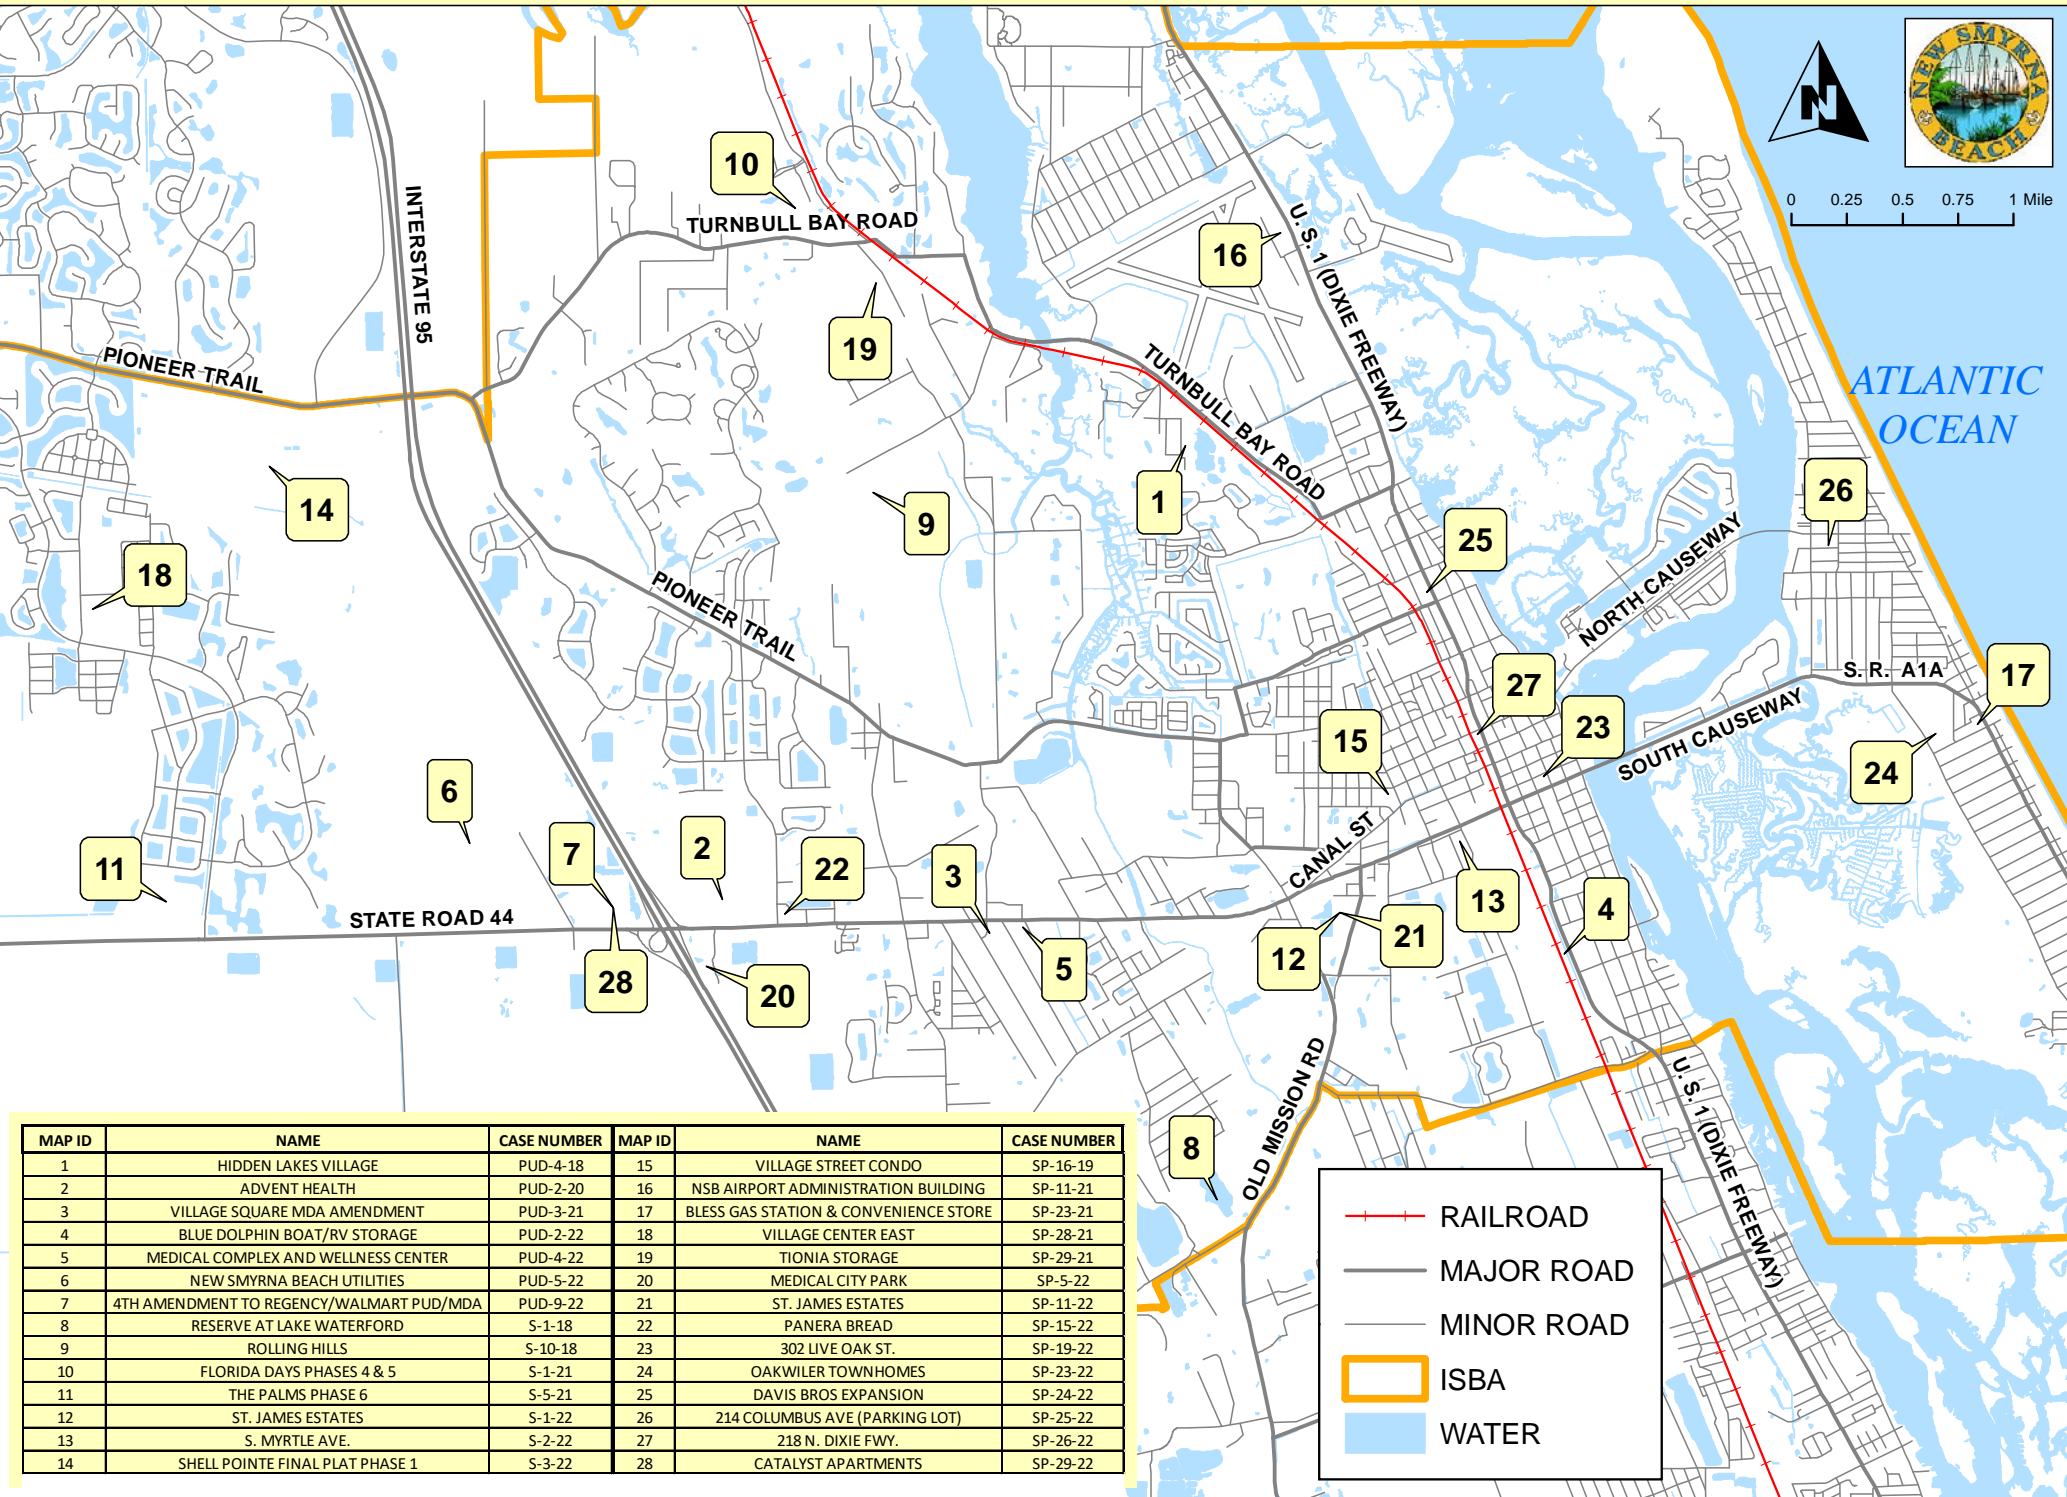 NEW SMYRNA
BEACH
N
0 0.25 0.5 0.75 1 Mile
10
TURNBULL BAY ROAD
INTERSTATE 95
16
U. S. 1 (DIXIE FREEWAY)
19
PIONEER TRAIL
TURNBULL BAY ROAD
ATLANTIC
OCEAN
14
9
1
26
25
18
NORTH CAUSEWAY
PIONEER TRAIL
S. R. A1A
17
27
23
15
SOUTH CAUSEWAY
24
6
2
7
22
3
11
CANAL ST
13
4
STATE ROAD 44
21
12
5
28
20
OLD MISSION RD
U. S. 1 (DIXIE FREEWAY)
8
MAP ID NAME CASE NUMBER MAP ID NAME CASE NUMBER
1 HIDDEN LAKES VILLAGE PUD-4-18 15 VILLAGE STREET CONDO SP-16-19
2 ADVENT HEALTH PUD-2-20 16 NSB AIRPORT ADMINISTRATION BUILDING SP-11-21
3 VILLAGE SQUARE MDA AMENDMENT PUD-3-21 17 BLESS GAS STATION & CONVENIENCE STORE SP-23-21
4 BLUE DOLPHIN BOAT/RV STORAGE PUD-2-22 18 VILLAGE CENTER EAST SP-28-21
5 MEDICAL COMPLEX AND WELLNESS CENTER PUD-4-22 19 TIONIA STORAGE SP-29-21
6 NEW SMYRNA BEACH UTILITIES PUD-5-22 20 MEDICAL CITY PARK SP-5-22
7 4TH AMENDMENT TO REGENCY/WALMART PUD/MDA PUD-9-22 21 ST. JAMES ESTATES SP-11-22
8 RESERVE AT LAKE WATERFORD S-1-18 22 PANERA BREAD SP-15-22
9 ROLLING HILLS S-10-18 23 302 LIVE OAK ST. SP-19-22
10 FLORIDA DAYS PHASES 4 & 5 S-1-21 24 OAKWILER TOWNHOMES SP-23-22
11 THE PALMS PHASE 6 S-5-21 25 DAVIS BROS EXPANSION SP-24-22
12 ST. JAMES ESTATES S-1-22 26 214 COLUMBUS AVE (PARKING LOT) SP-25-22
13 S. MYRTLE AVE. S-2-22 27 218 N. DIXIE FWY. SP-26-22
14 SHELL POINTE FINAL PLAT PHASE 1 S-3-22 28 CATALYST APARTMENTS SP-29-22
RAILROAD
MAJOR ROAD
MINOR ROAD
ISBA
WATER